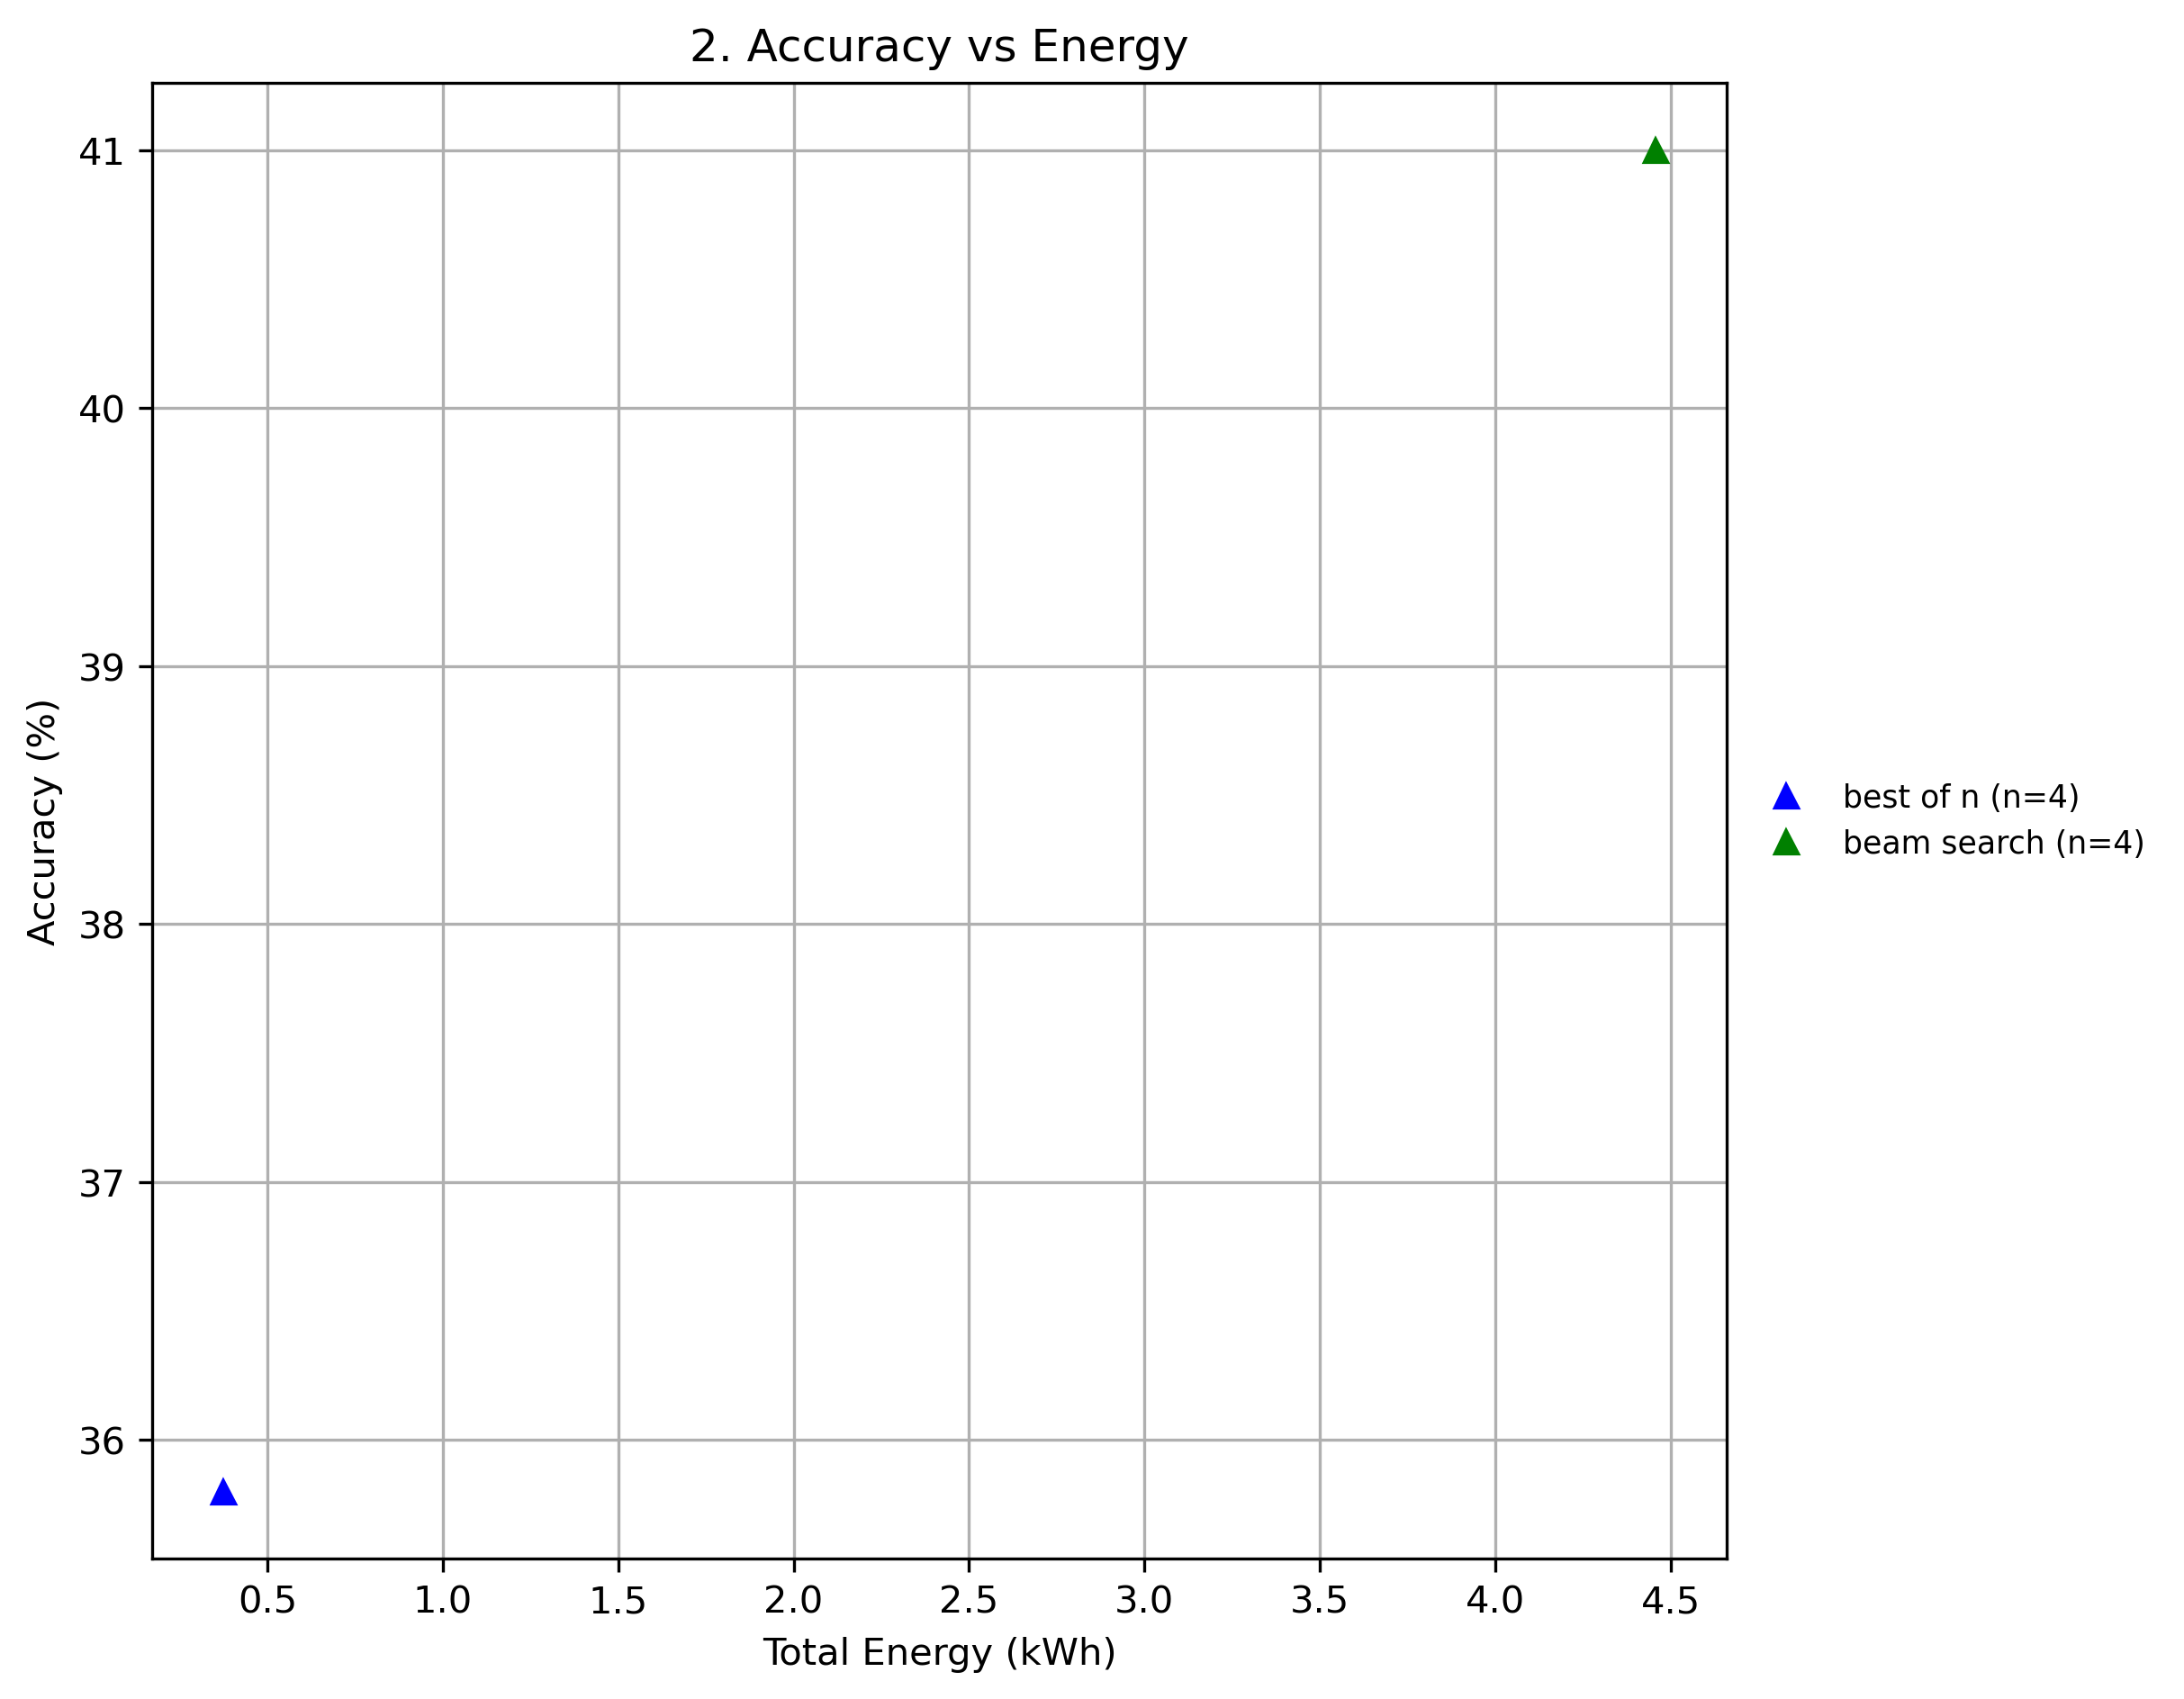 2. Accuracy vs Energy
41
40
39
38
37
36
Accuracy (%)
0.5 1.0 1.5 2.0 2.5 3.0 3.5 4.0 4.5
Total Energy (kWh)
best of n (n=4)
beam search (n=4)